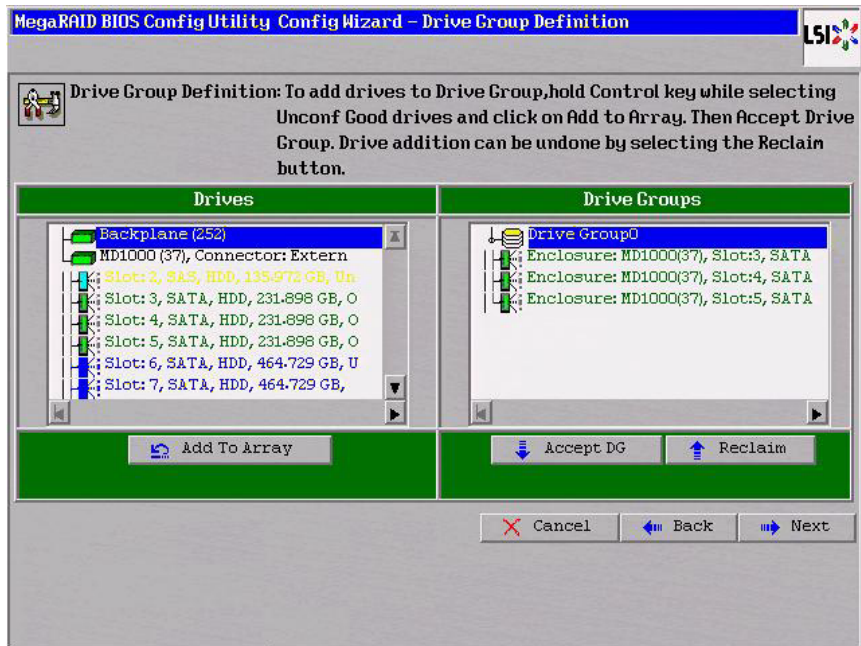 MegaRAID BIOS Config Utility Config Wizard – Drive Group Definition
LSI
Drive Group Definition: To add drives to Drive Group,hold Control key while selecting
Unconf Good drives and click on Add to Array. Then Accept Drive
Group. Drive addition can be undone by selecting the Reclaim
button.
Drives
Backplane (252)
MD1000 (37), Connector: Extern
Slot: 2, SAS, HDD, 135.972 GB, Un
Slot: 3, SATA, HDD, 231.898 GB, O
Slot: 4, SATA, HDD, 231.898 GB, O
Slot: 5, SATA, HDD, 231.898 GB, O
Slot: 6, SATA, HDD, 464.729 GB, U
Slot: 7, SATA, HDD, 464.729 GB,
Add To Array
Drive Groups
Drive Group0
Enclosure: MD1000(37), Slot:3, SATA
Enclosure: MD1000(37), Slot:4, SATA
Enclosure: MD1000(37), Slot:5, SATA
Accept DG
Reclaim
Cancel
Back
Next